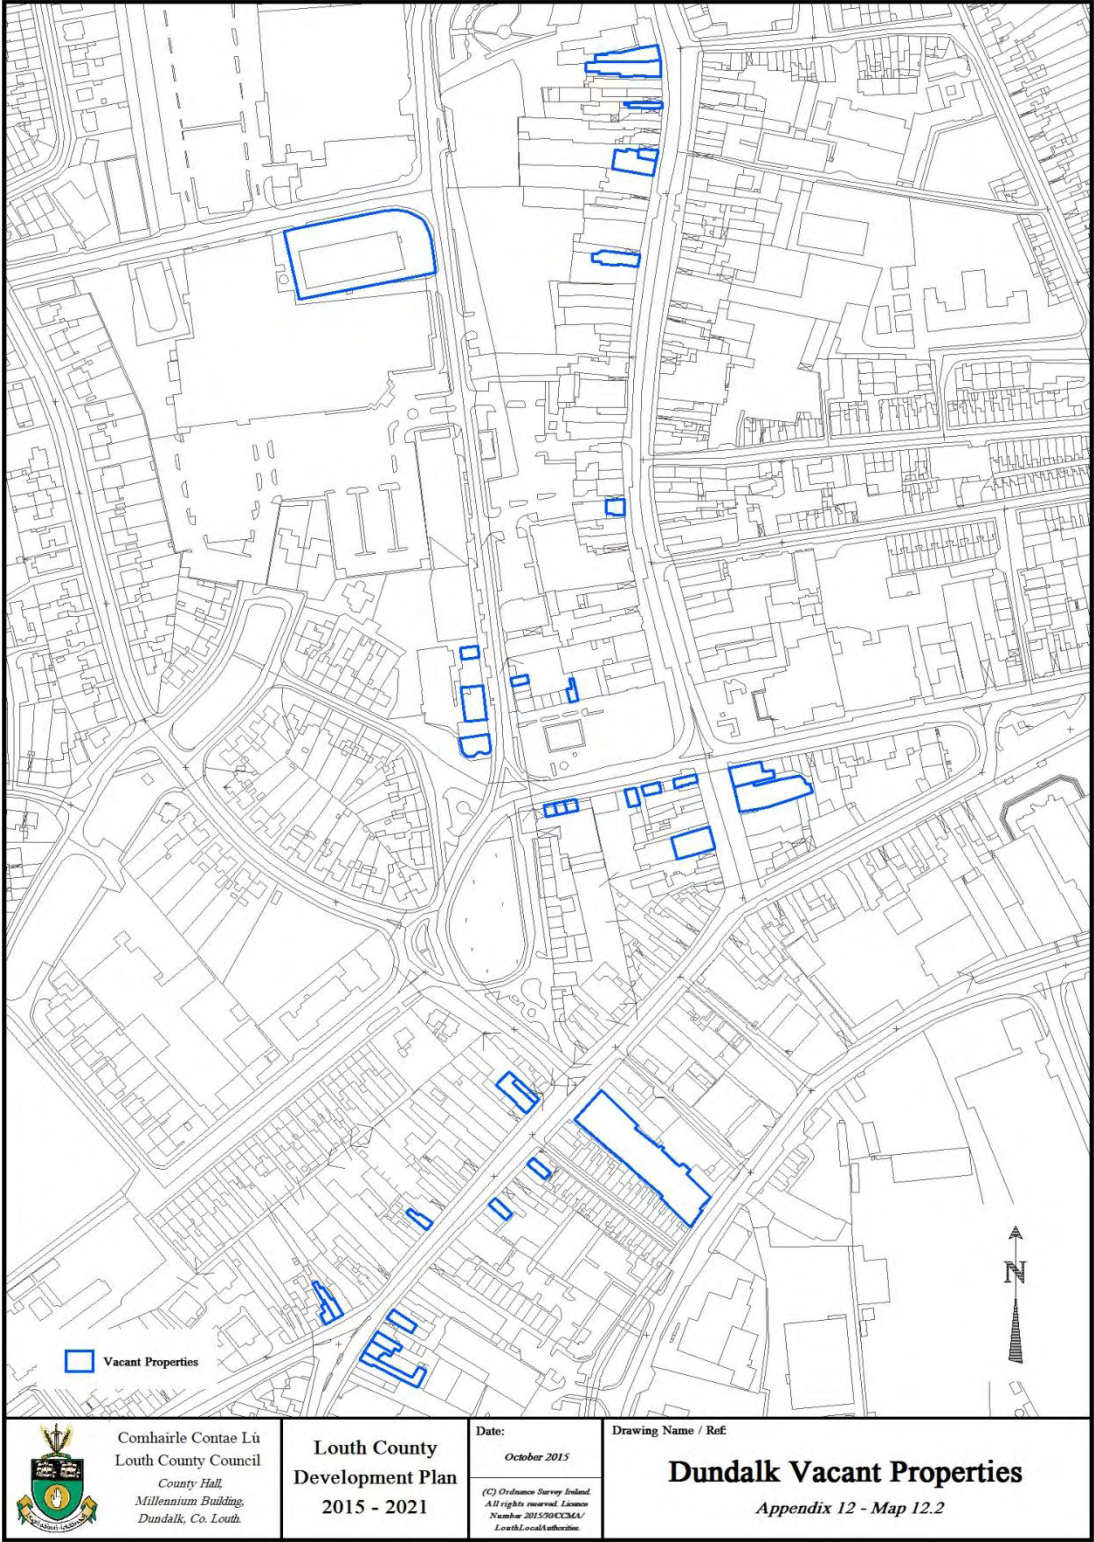 N
Vacant Properties
Comhairle Contae Lú
Louth County Council
County Hall,
Millennium Building,
Dundalk, Co. Louth.
Louth County
Development Plan
2015 - 2021
Date:
October 2015
(C) Ordnance Survey Ireland.
All rights reserved. Licence
Number 2015/30/CCMA/
LouthLocalAuthorities.
Drawing Name / Ref:
Dundalk Vacant Properties
Appendix 12 - Map 12.2